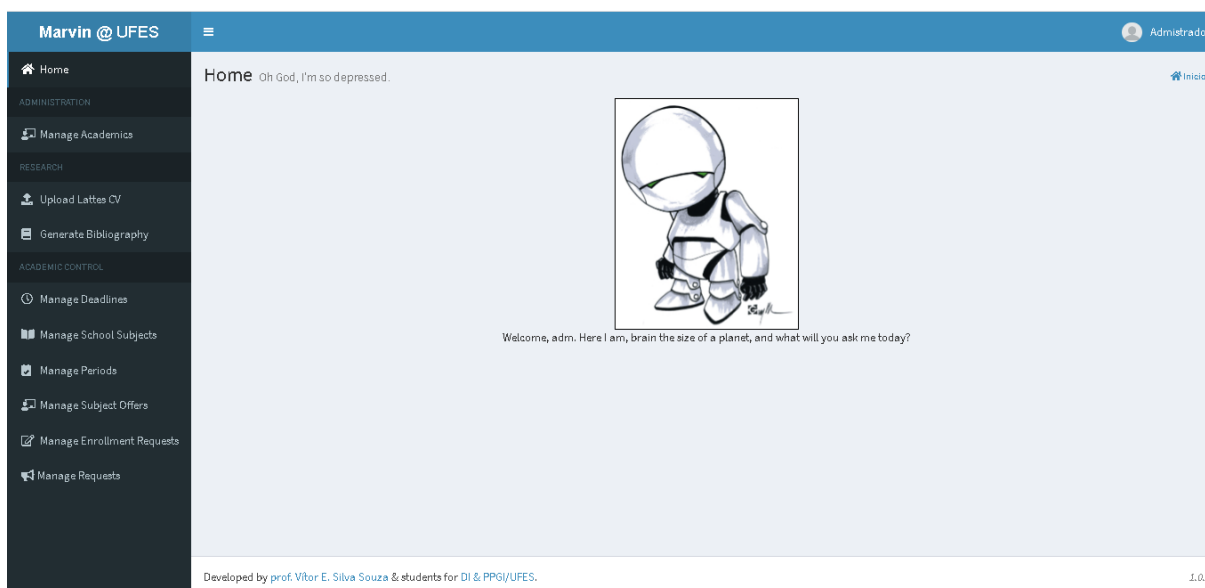 Marvin @ UFES
Admistrado
Home
ADMINISTRATION
Manage Academics
RESEARCH
Upload Lattes CV
Generate Bibliography
ACADEMIC CONTROL
Manage Deadlines
Manage School Subjects
Manage Periods
Manage Subject Offers
Manage Enrollment Requests
Manage Requests
Home Oh God, I'm so depressed.
Inicio
Welcome, adm. Here I am, brain the size of a planet, and what will you ask me today?
Developed by prof. Vítor E. Silva Souza & students for DI & PPGI/UFES.
1.0.